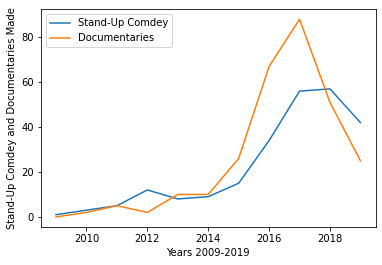 Stand-Up Comdey and Documentaries Made
Stand-Up Comdey
Documentaries
80
60
40
20
0
2010 2012 2014 2016 2018
Years 2009-2019